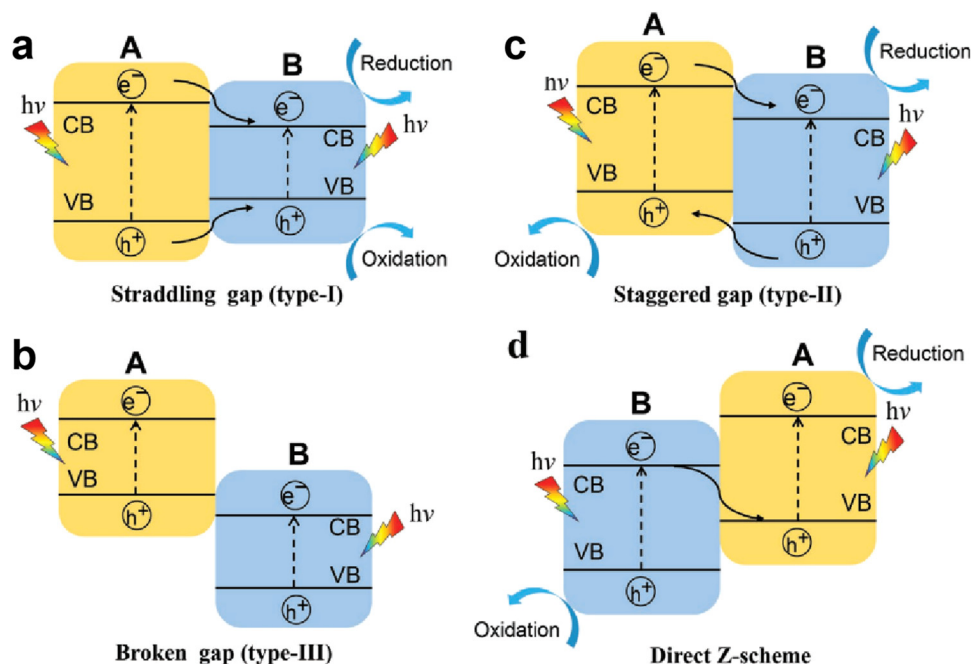 a
A
B
Reduction
e⁻
e⁻
hν
hν
CB
CB
VB
VB
h⁺
h⁺
Oxidation
Straddling gap (type-I)
c
A
B
Reduction
e⁻
e⁻
hν
hν
CB
CB
VB
VB
h⁺
h⁺
Oxidation
Staggered gap (type-II)
b
A
B
e⁻
hν
CB
VB
h⁺
e⁻
hν
CB
VB
h⁺
Broken gap (type-III)
d
A
B
Reduction
e⁻
e⁻
hν
hν
CB
CB
VB
VB
h⁺
h⁺
Oxidation
Direct Z-scheme